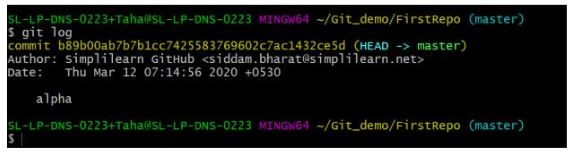 SL-LP-DNS-0223+Taha@SL-LP-DNS-0223 MINGW64 ~/Git_demo/FirstRepo (master)
$ git log
commit b89b00ab7b7b1cc7425583769602c7ac1432ce5d (HEAD -> master)
Author: Simplilearn GitHub <siddam.bharat@simplilearn.net>
Date:   Thu Mar 12 07:14:56 2020 +0530
    alpha
SL-LP-DNS-0223+Taha@SL-LP-DNS-0223 MINGW64 ~/Git_demo/FirstRepo (master)
$